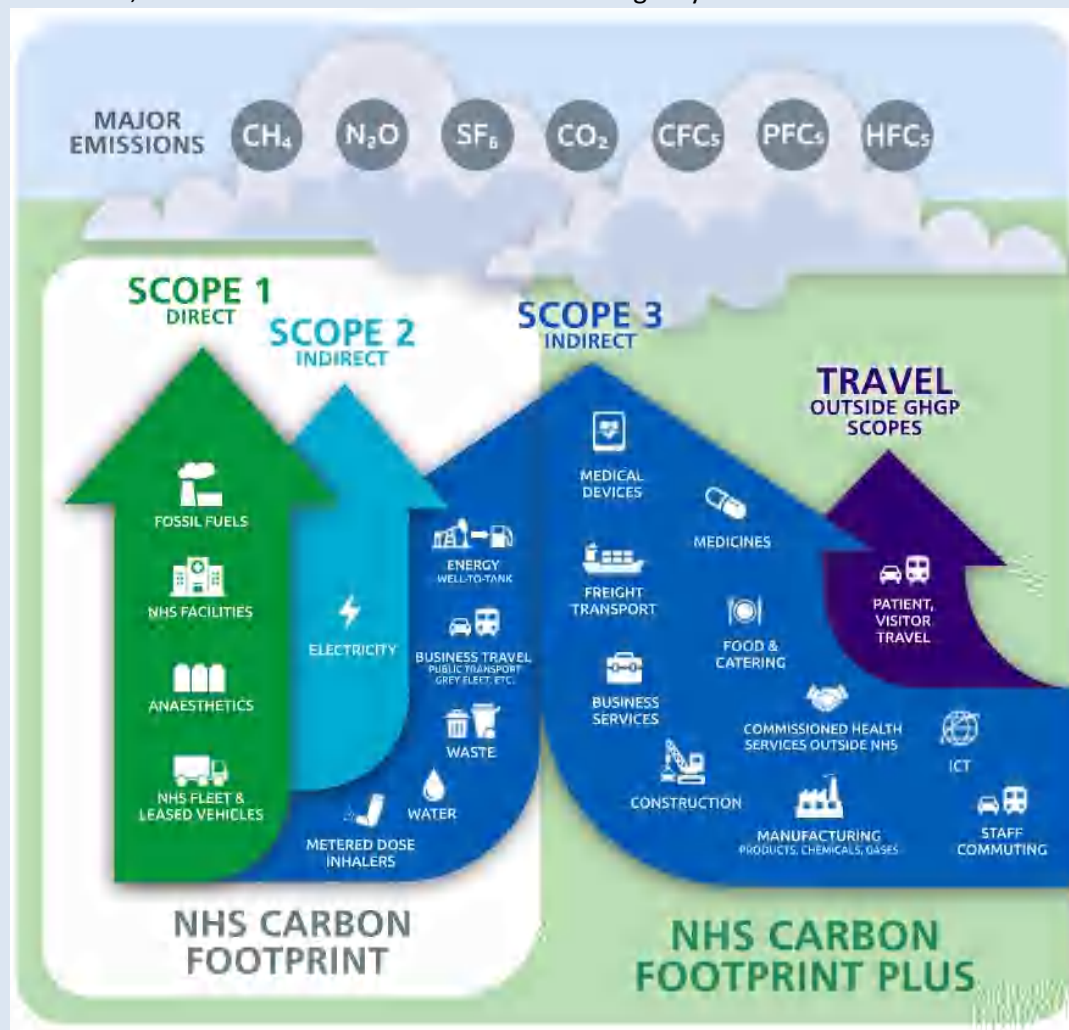 MAJOR
EMISSIONS
CH₄
N₂O
SF₆
CO₂
CFCs
PFCs
HFCs
SCOPE 1
DIRECT
SCOPE 2
INDIRECT
SCOPE 3
INDIRECT
TRAVEL
OUTSIDE GHGP
SCOPES
FOSSIL FUELS
NHS FACILITIES
ANAESTHETICS
NHS FLEET &
LEASED VEHICLES
ELECTRICITY
ENERGY
WELL-TO-TANK
BUSINESS TRAVEL
PUBLIC TRANSPORT
GREY FLEET, ETC.
WASTE
WATER
METERED DOSE
INHALERS
MEDICAL
DEVICES
MEDICINES
FREIGHT
TRANSPORT
FOOD &
CATERING
BUSINESS
SERVICES
COMMISSIONED HEALTH
SERVICES OUTSIDE NHS
CONSTRUCTION
MANUFACTURING
PRODUCTS, CHEMICALS, GASES
ICT
STAFF
COMMUTING
PATIENT,
VISITOR
TRAVEL
NHS CARBON
FOOTPRINT
NHS CARBON
FOOTPRINT PLUS